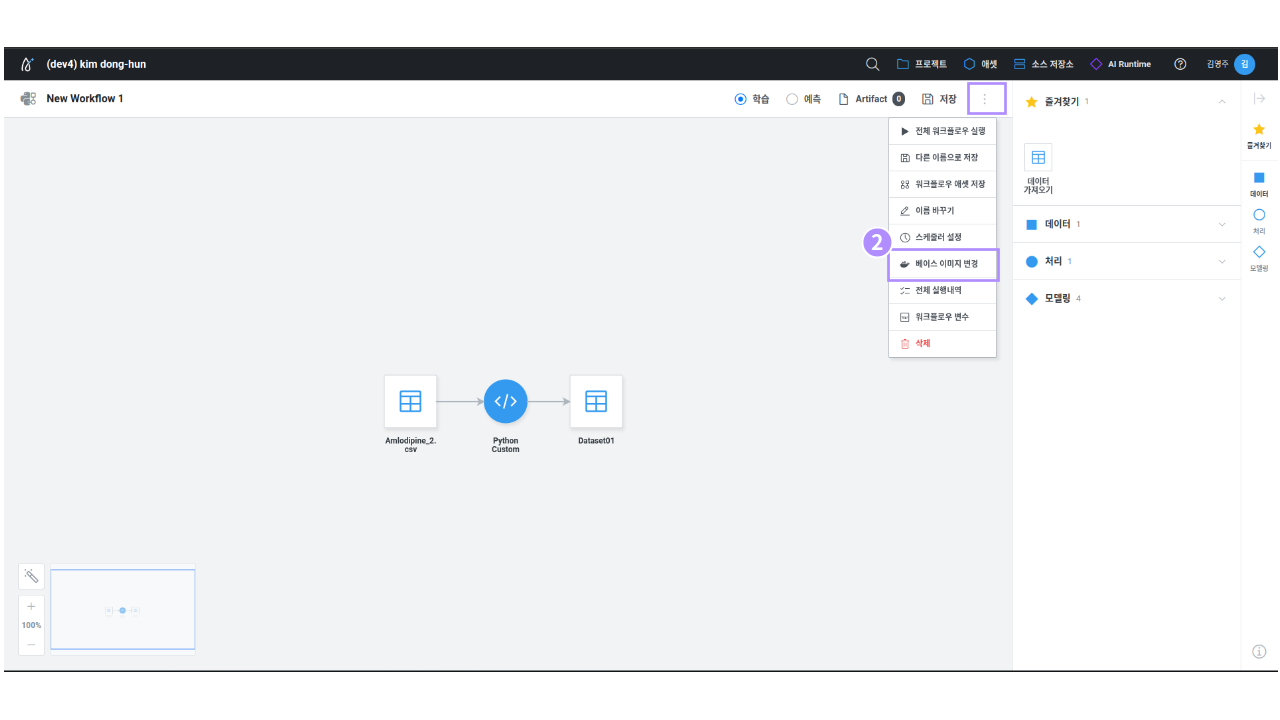 (dev4) kim dong-hun
프로젝트
애셋
소스 저장소
AI Runtime
김영주
김
New Workflow 1
학습
예측
Artifact 0
저장
전체 워크플로우 실행
다른 이름으로 저장
워크플로우 애셋 저장
이름 바꾸기
스케줄러 설정
2
베이스 이미지 변경
전체 실행내역
워크플로우 변수
삭제
즐겨찾기 1
데이터
가져오기
데이터 1
처리 1
모델링 4
즐겨찾기
데이터
처리
모델링
Amlodipine_2.
csv
Python
Custom
Dataset01
100%